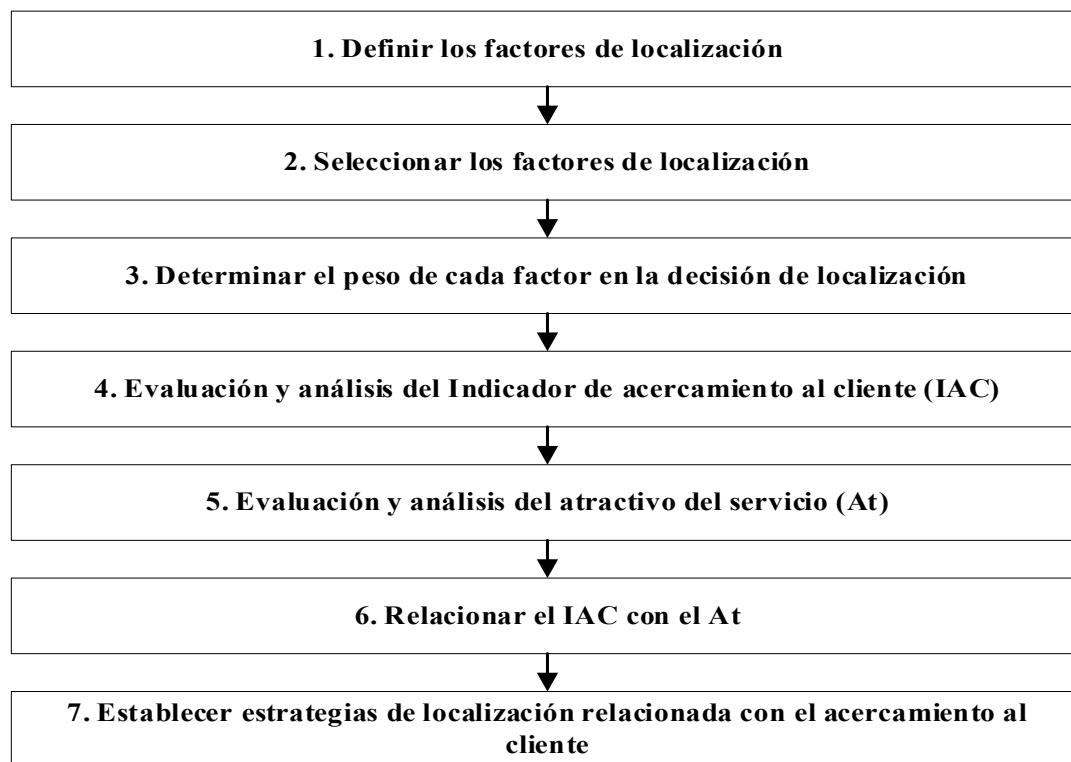 1. Definir los factores de localización
2. Seleccionar los factores de localización
3. Determinar el peso de cada factor en la decisión de localización
4. Evaluación y análisis del Indicador de acercamiento al cliente (IAC)
5. Evaluación y análisis del atractivo del servicio (At)
6. Relacionar el IAC con el At
7. Establecer estrategias de localización relacionada con el acercamiento al
cliente